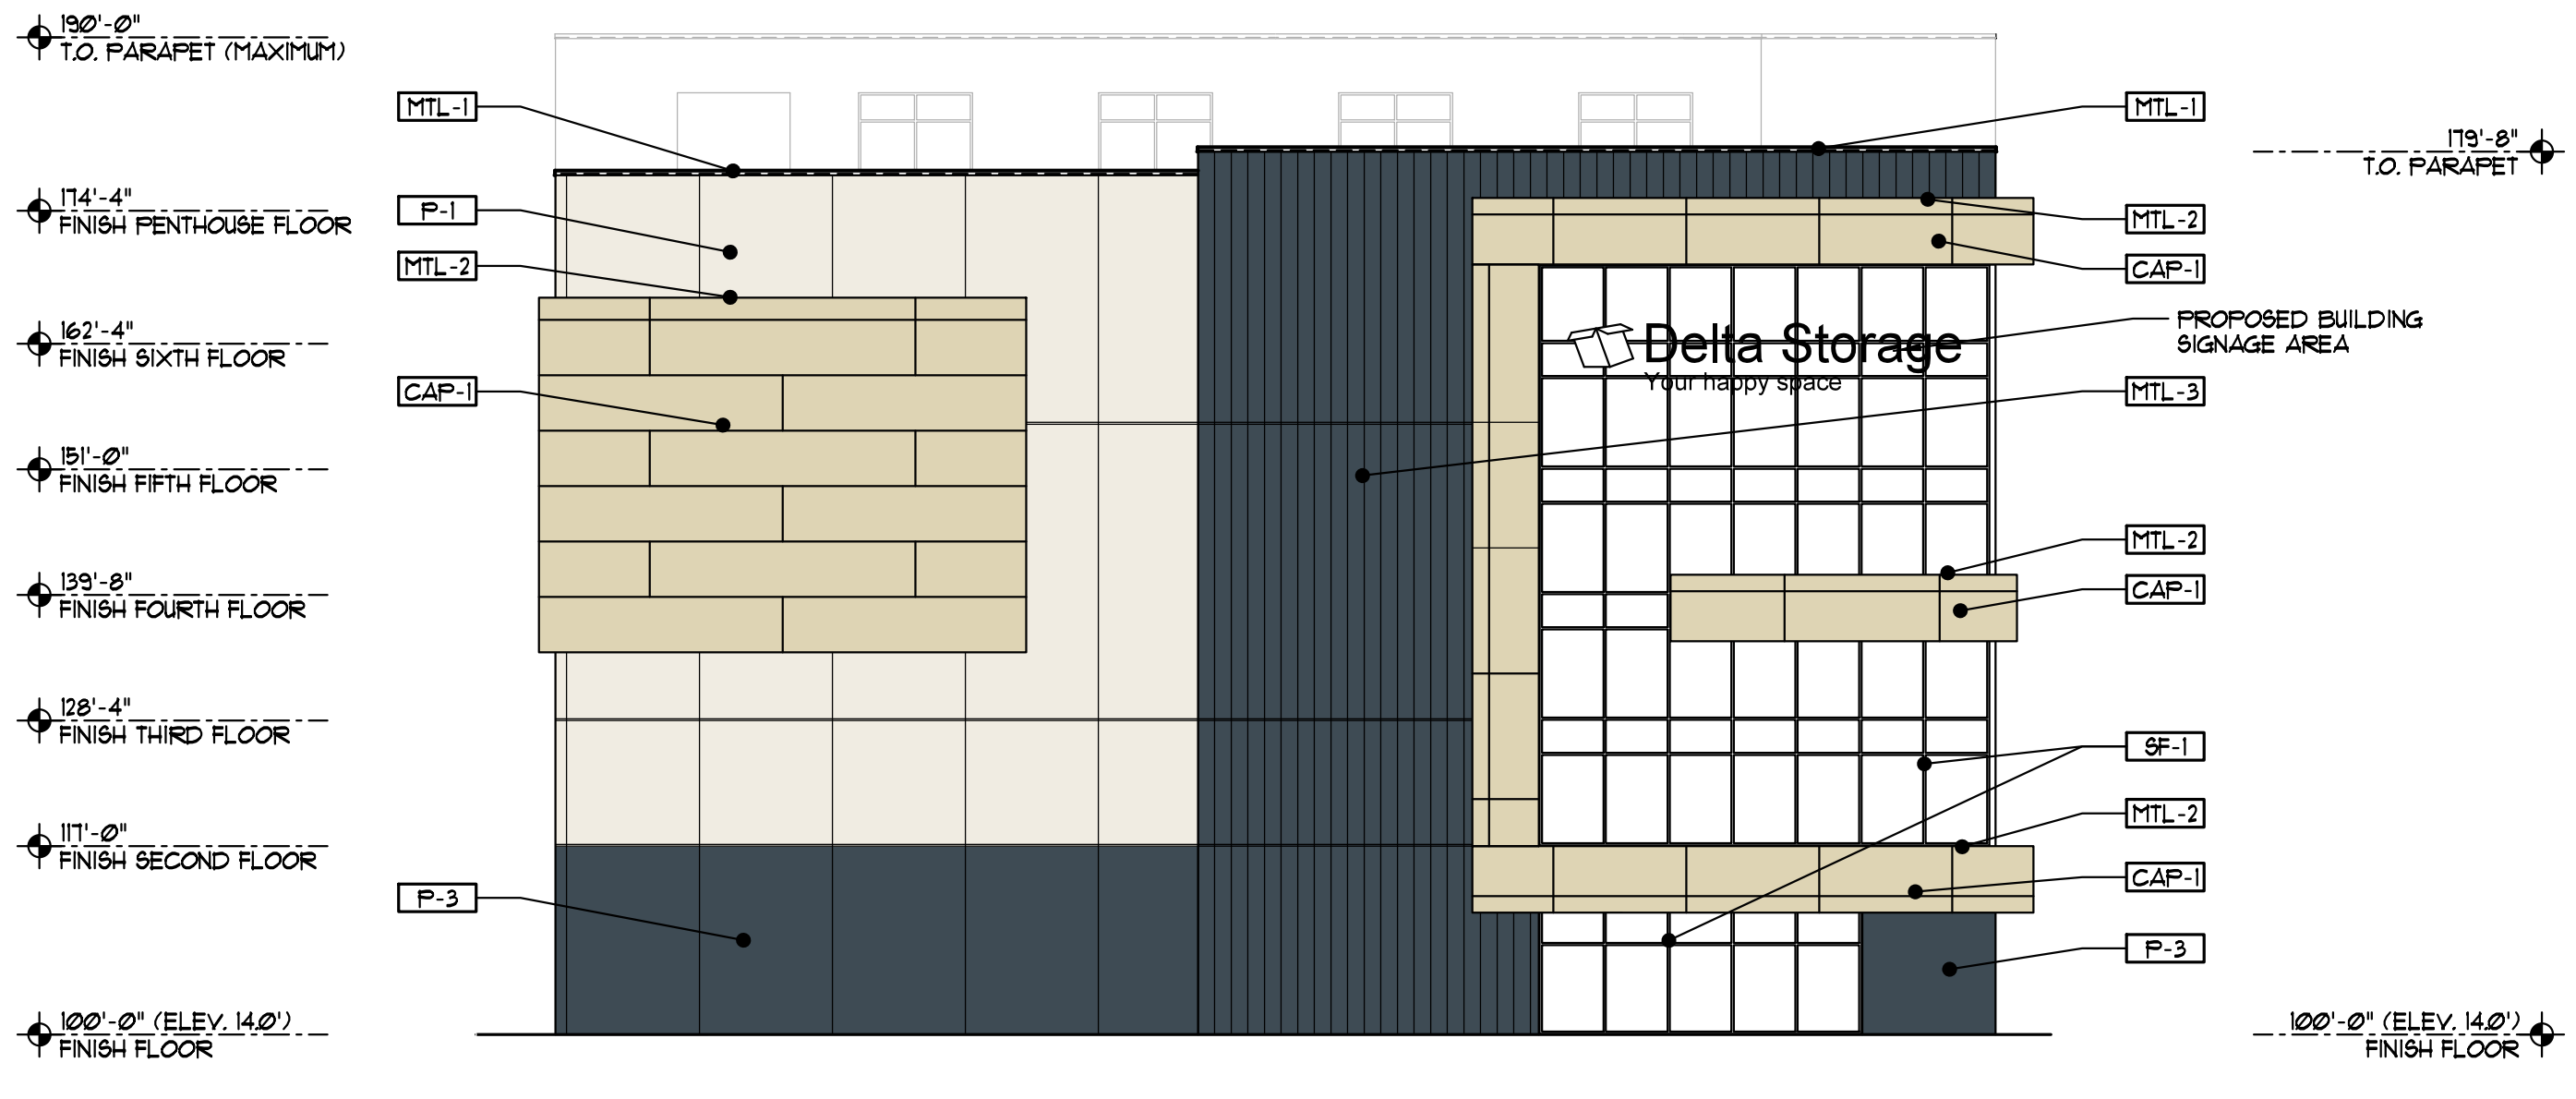 190'-0"
T.O. PARAPET (MAXIMUM)
174'-4"
FINISH PENTHOUSE FLOOR
162'-4"
FINISH SIXTH FLOOR
151'-0"
FINISH FIFTH FLOOR
139'-8"
FINISH FOURTH FLOOR
128'-4"
FINISH THIRD FLOOR
117'-0"
FINISH SECOND FLOOR
100'-0" (ELEV. 14.0')
FINISH FLOOR
MTL-1
P-1
MTL-2
CAP-1
P-3
Delta Storage
Your happy space
MTL-1
MTL-2
CAP-1
PROPOSED BUILDING
SIGNAGE AREA
MTL-3
MTL-2
CAP-1
SF-1
MTL-2
CAP-1
P-3
179'-8"
T.O. PARAPET
100'-0" (ELEV. 14.0')
FINISH FLOOR